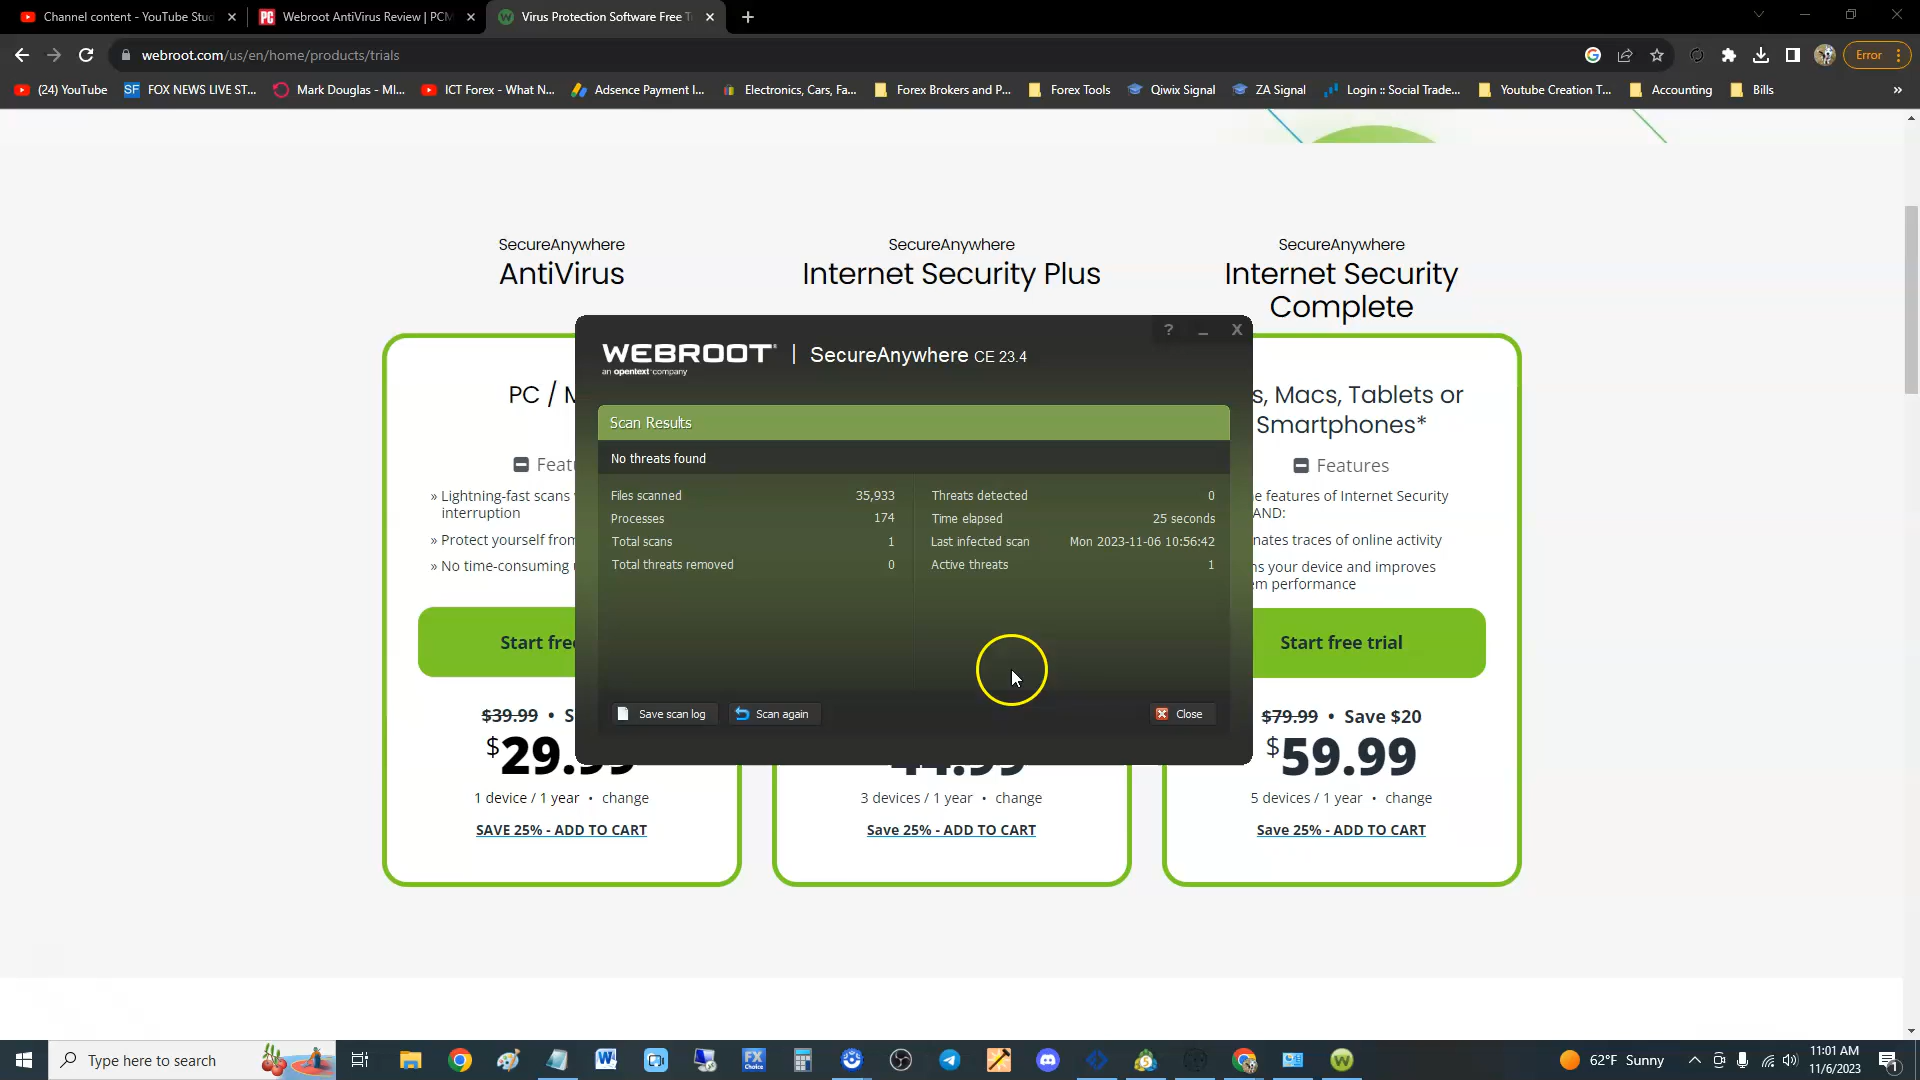 Channel content - YouTube Stu
Webroot AntiVirus Review | PCM
Virus Protection Software Free T
webroot.com/us/en/home/products/trials
Error
(24) YouTube
FOX NEWS LIVE ST...
Mark Douglas - MI...
ICT Forex - What N...
Adsence Payment I...
Electronics, Cars, Fa...
Forex Brokers and P...
Forex Tools
Qiwix Signal
ZA Signal
Login :: Social Trade...
Youtube Creation T...
Accounting
Bills
»
SecureAnywhere
AntiVirus
SecureAnywhere
Internet Security Plus
SecureAnywhere
Internet Security
Complete
PC / M
s, Macs, Tablets or
Smartphones*
Featu
Features
» Lightning-fast scans
interruption
» Protect yourself from
» No time-consuming
e features of Internet Security
AND:
nates traces of online activity
ns your device and improves
em performance
WEBROOT | SecureAnywhere CE 23.4
an opentext company
? _ X
Scan Results
No threats found
Files scanned 35,933
Processes 174
Total scans 1
Total threats removed 0
Threats detected 0
Time elapsed 25 seconds
Last infected scan Mon 2023-11-06 10:56:42
Active threats 1
Save scan log
Scan again
Close
Start free
Start free trial
$39.99 • S
$29.99
1 device / 1 year • change
SAVE 25% - ADD TO CART
44.99
3 devices / 1 year • change
Save 25% - ADD TO CART
$79.99 • Save $20
$59.99
5 devices / 1 year • change
Save 25% - ADD TO CART
Type here to search
FX
Choice
62°F Sunny
11:01 AM
11/6/2023
1